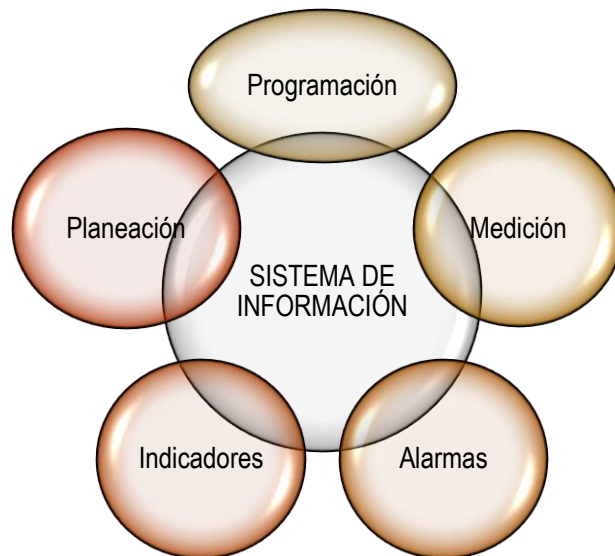 Programación
Planeación
Medición
SISTEMA DE
INFORMACIÓN
Indicadores
Alarmas